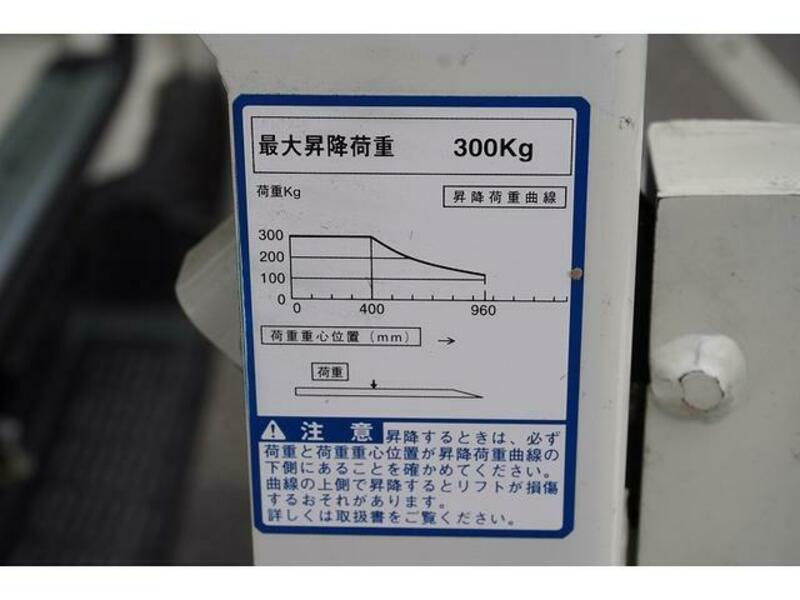 最大昇降荷重 300Kg
荷重Kg
昇降荷重曲線
300
200
100
0
0 400 960
荷重重心位置(mm) →
荷重
注意 昇降するときは、必ず
荷重と荷重重心位置が昇降荷重曲線の
下側にあることを確かめてください。
曲線の上側で昇降するとリフトが損傷
するおそれがあります。
詳しくは取扱書をご覧ください。